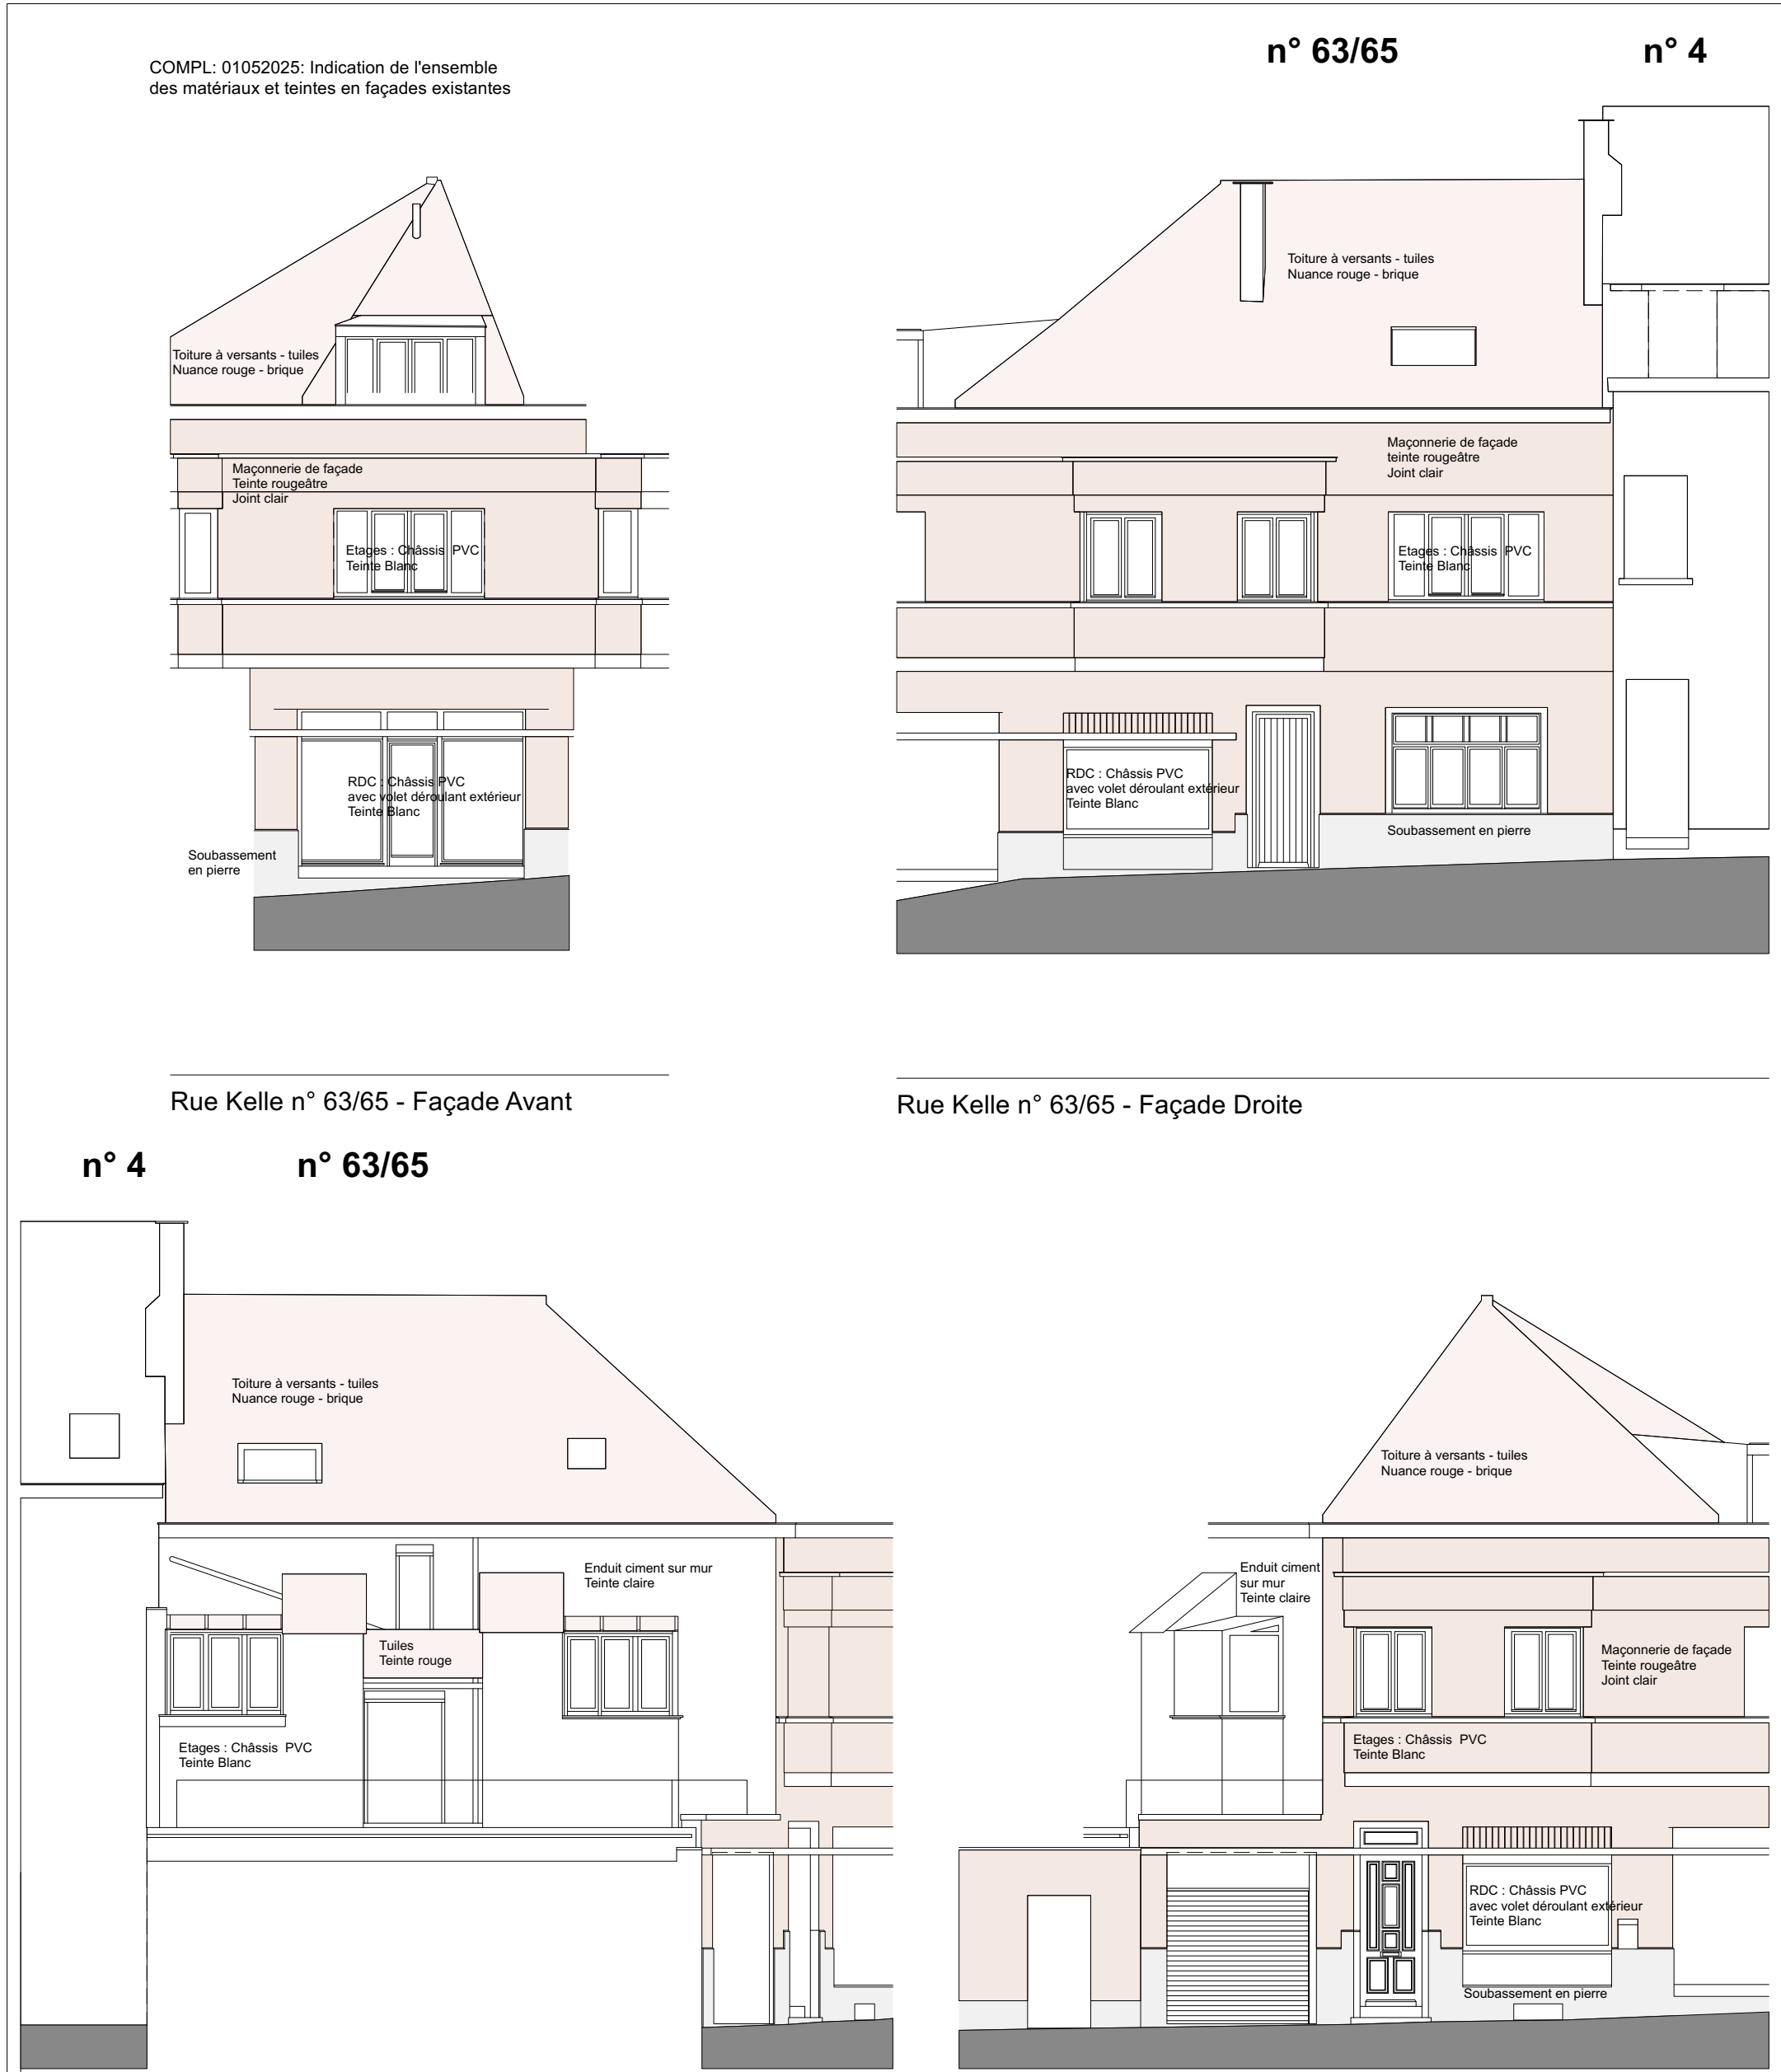 COMPL: 01052025: Indication de l'ensemble
des matériaux et teintes en façades existantes
n° 63/65
n° 4
Toiture à versants - tuiles
Nuance rouge - brique
Maçonnerie de façade
Teinte rougeâtre
Joint clair
Etages : Châssis  PVC
Teinte Blanc
RDC : Châssis PVC
avec volet déroulant extérieur
Teinte Blanc
Soubassement
en pierre
Rue Kelle n° 63/65 - Façade Avant
Toiture à versants - tuiles
Nuance rouge - brique
Maçonnerie de façade
teinte rougeâtre
Joint clair
Etages : Châssis  PVC
Teinte Blanc
RDC : Châssis PVC
avec volet déroulant extérieur
Teinte Blanc
Soubassement en pierre
Rue Kelle n° 63/65 - Façade Droite
n° 4
n° 63/65
Toiture à versants - tuiles
Nuance rouge - brique
Enduit ciment sur mur
Teinte claire
Tuiles
Teinte rouge
Etages : Châssis  PVC
Teinte Blanc
Toiture à versants - tuiles
Nuance rouge - brique
Enduit ciment
sur mur
Teinte claire
Maçonnerie de façade
Teinte rougeâtre
Joint clair
Etages : Châssis  PVC
Teinte Blanc
RDC : Châssis PVC
avec volet déroulant extérieur
Teinte Blanc
Soubassement en pierre